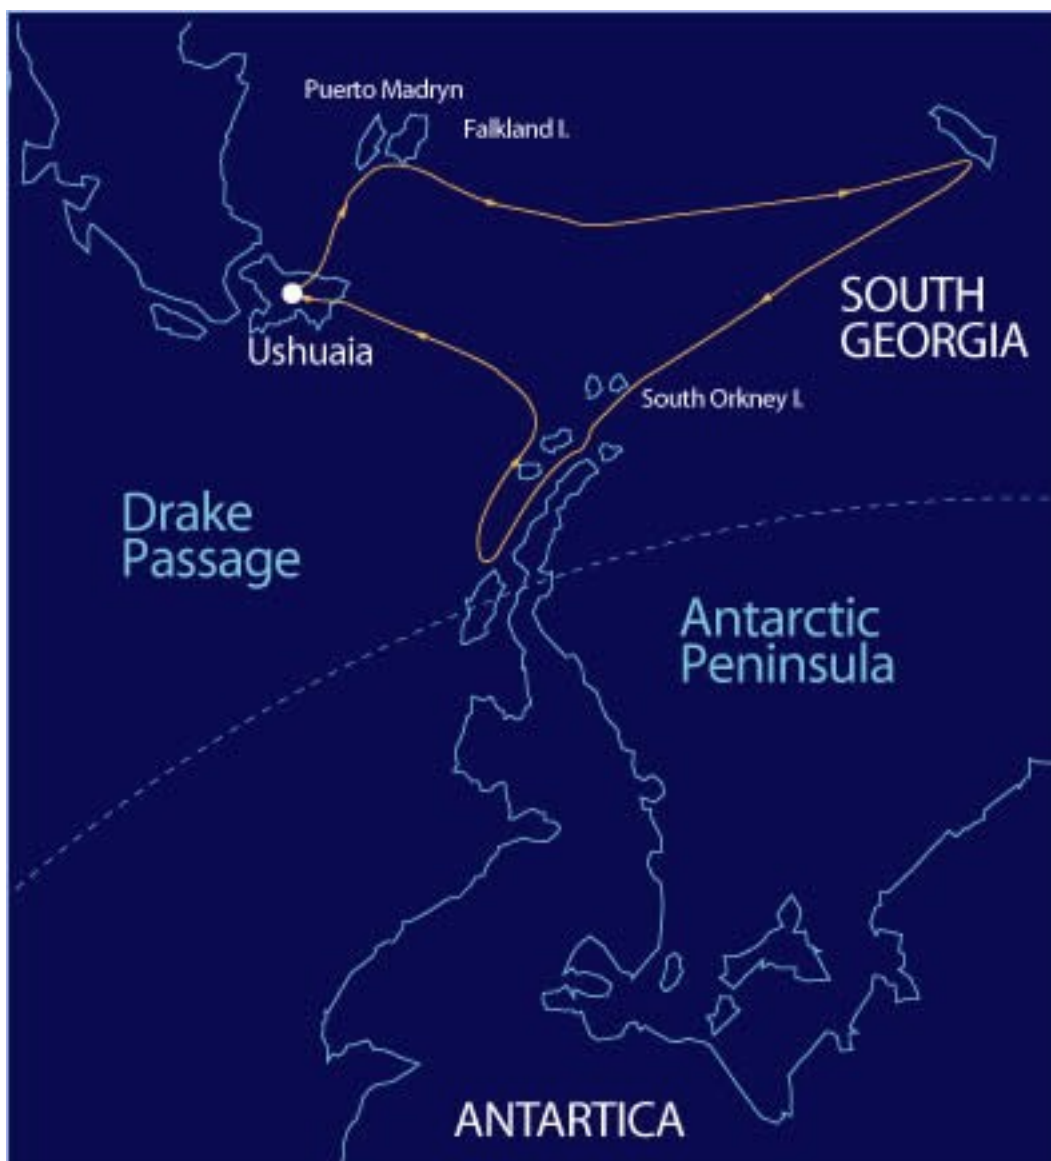 Puerto Madryn
Falkland I.
SOUTH
GEORGIA
Ushuaia
South Orkney I.
Drake
Passage
Antarctic
Peninsula
ANTARTICA